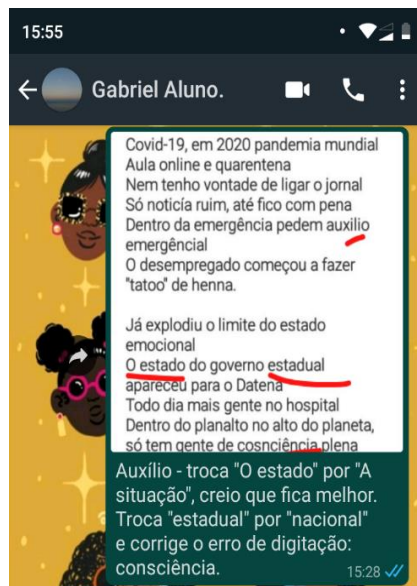 15:55
Gabriel Aluno.
Covid-19, em 2020 pandemia mundial
Aula online e quarentena
Nem tenho vontade de ligar o jornal
Só notícia ruim, até fico com pena
Dentro da emergência pedem auxilio
emergêncial
O desempregado começou a fazer
"tatoo" de henna.
Já explodiu o limite do estado
emocional
O estado do governo estadual
apareceu para o Datena
Todo dia mais gente no hospital
Dentro do planalto no alto do planeta,
só tem gente de cosnciência plena
Auxílio - troca "O estado" por "A
situação", creio que fica melhor.
Troca "estadual" por "nacional"
e corrige o erro de digitação:
consciência.
15:28